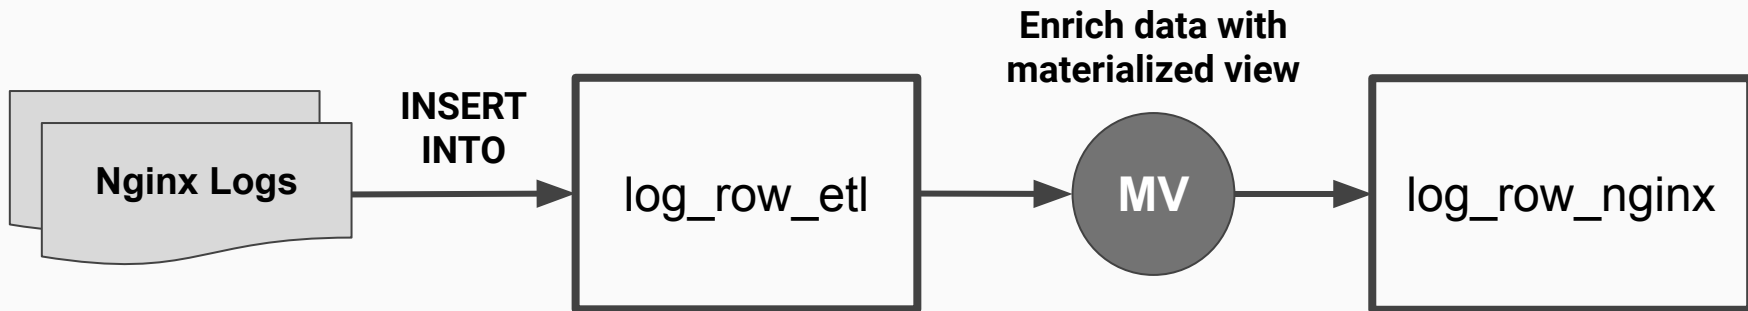 Nginx Logs
INSERT
INTO
log_row_etl
Enrich data with
materialized view
MV
log_row_nginx